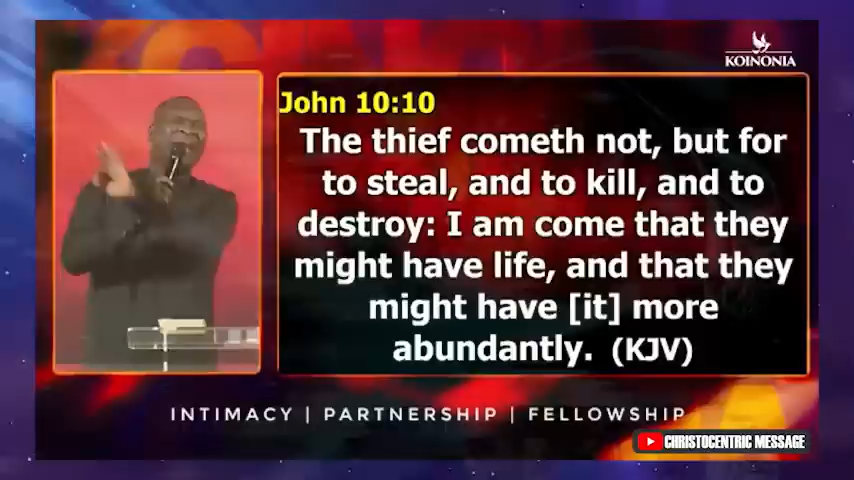 KOINONIA
John 10:10
The thief cometh not, but for
to steal, and to kill, and to
destroy: I am come that they
might have life, and that they
might have [it] more
abundantly. (KJV)
INTIMACY | PARTNERSHIP | FELLOWSHIP
CHRISTOCENTRIC MESSAGE